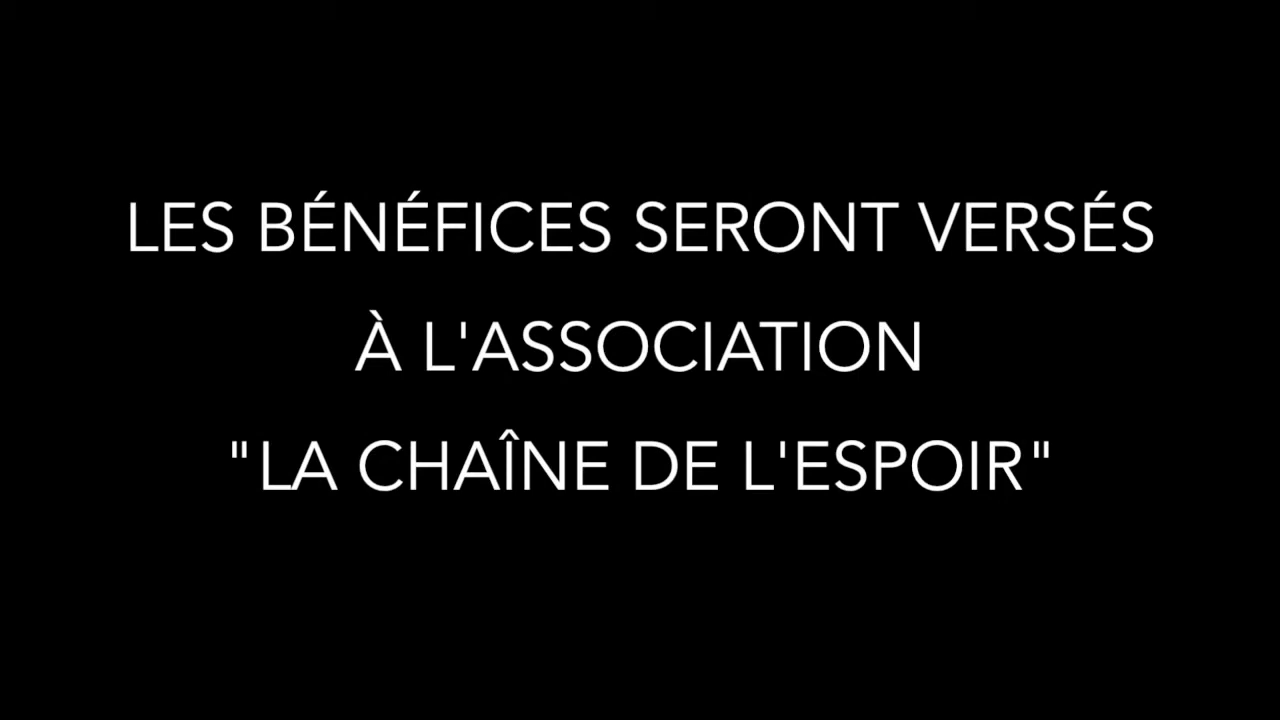 LES BÉNÉFICES SERONT VERSÉS
À L'ASSOCIATION
"LA CHAÎNE DE L'ESPOIR"